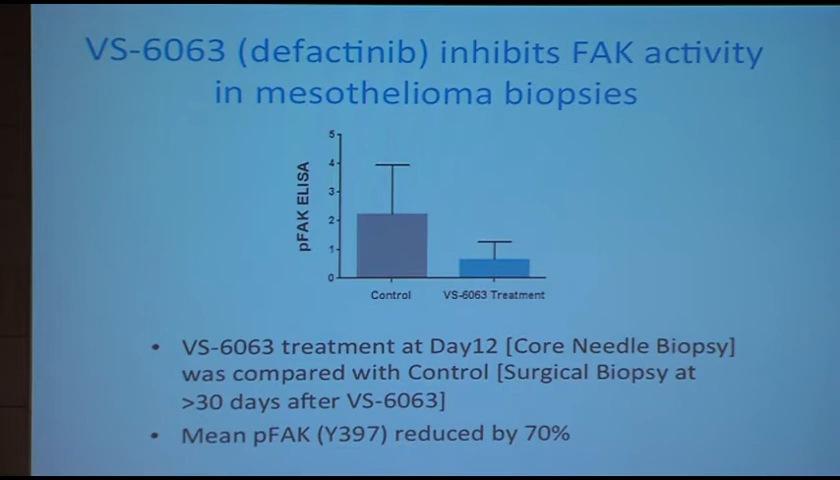 VS-6063 (defactinib) inhibits FAK activity
in mesothelioma biopsies
5
4
3
2
1
0
pFAK ELISA
Control
VS-6063 Treatment
• VS-6063 treatment at Day12 [Core Needle Biopsy]
was compared with Control [Surgical Biopsy at
>30 days after VS-6063]
• Mean pFAK (Y397) reduced by 70%